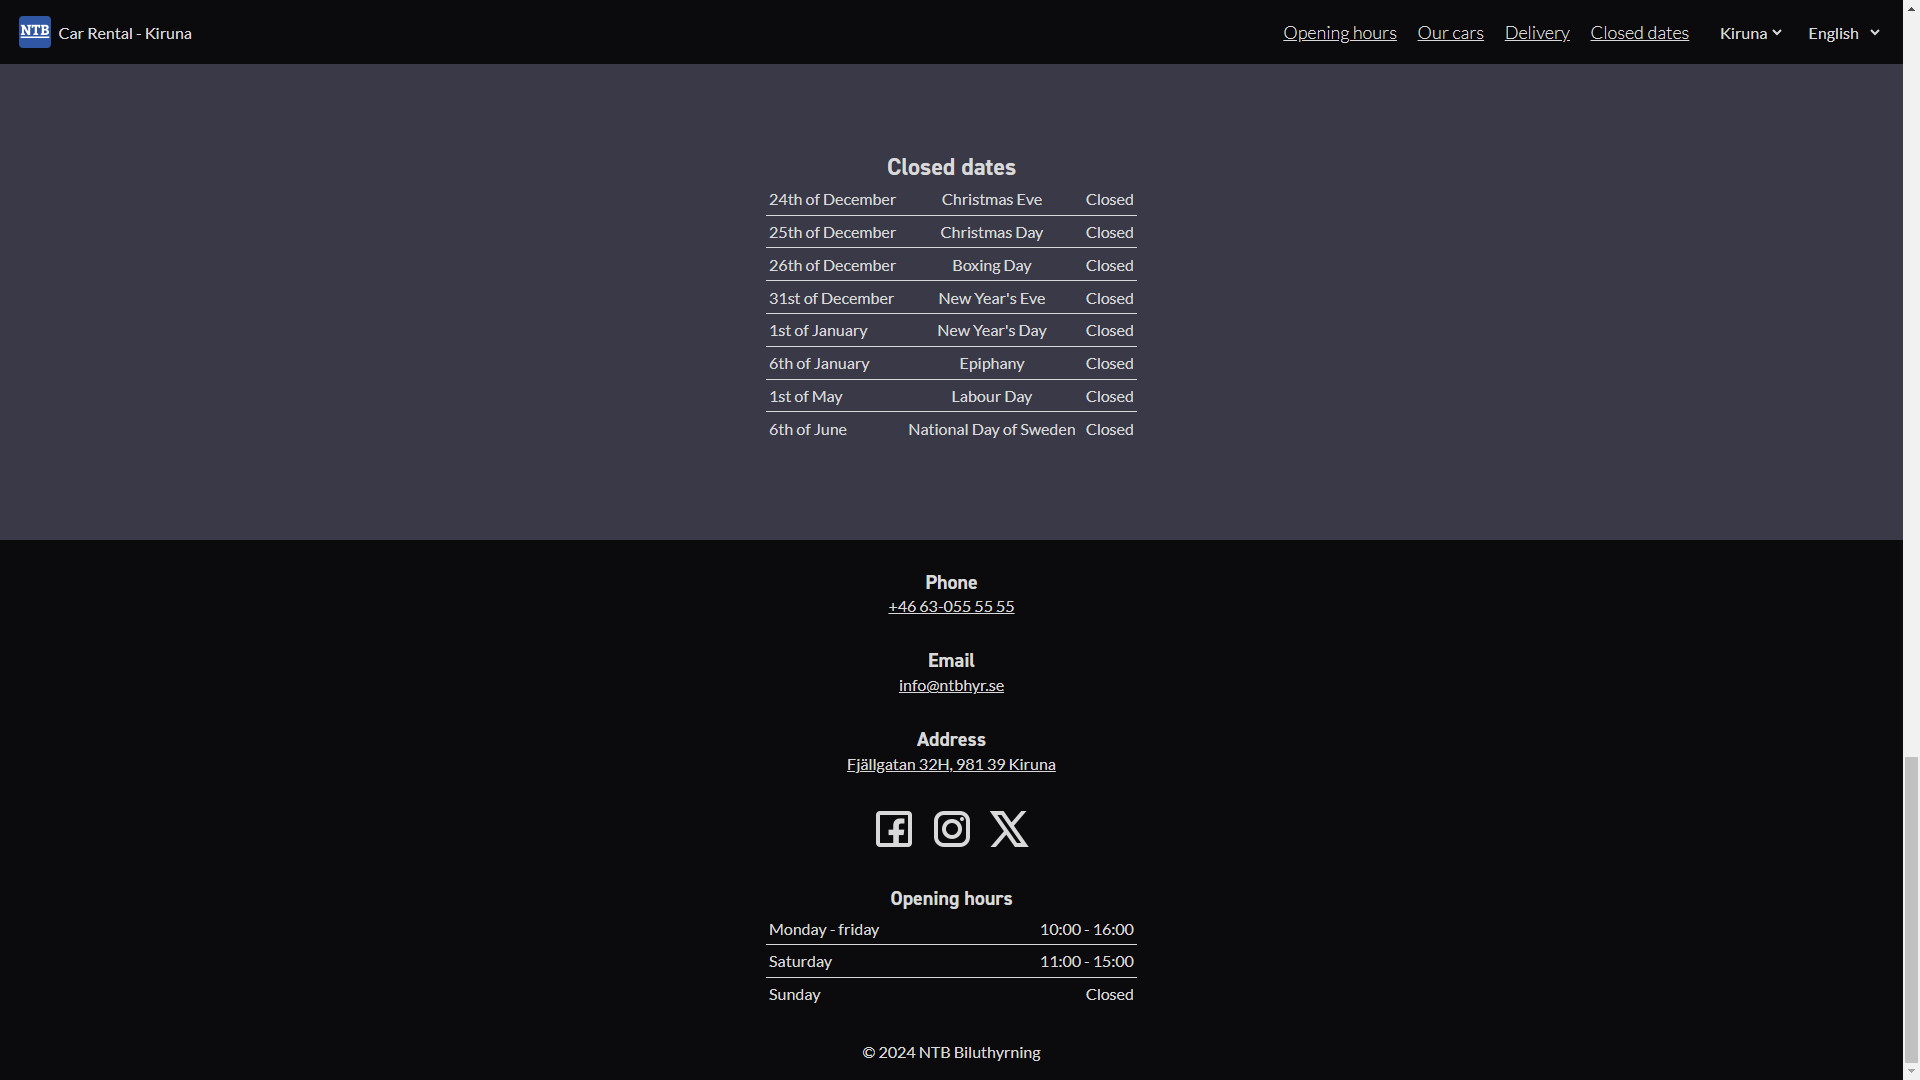 NTB Car Rental - Kiruna Opening hours Our cars Delivery Closed dates Kiruna English
Closed dates
24th of December Christmas Eve Closed
25th of December Christmas Day Closed
26th of December Boxing Day Closed
31st of December New Year's Eve Closed
1st of January New Year's Day Closed
6th of January Epiphany Closed
1st of May Labour Day Closed
6th of June National Day of Sweden Closed
Phone
+46 63-055 55 55
Email
info@ntbhyr.se
Address
Fjällgatan 32H, 981 39 Kiruna
Opening hours
Monday - friday 10:00 - 16:00
Saturday 11:00 - 15:00
Sunday Closed
© 2024 NTB Biluthyrning